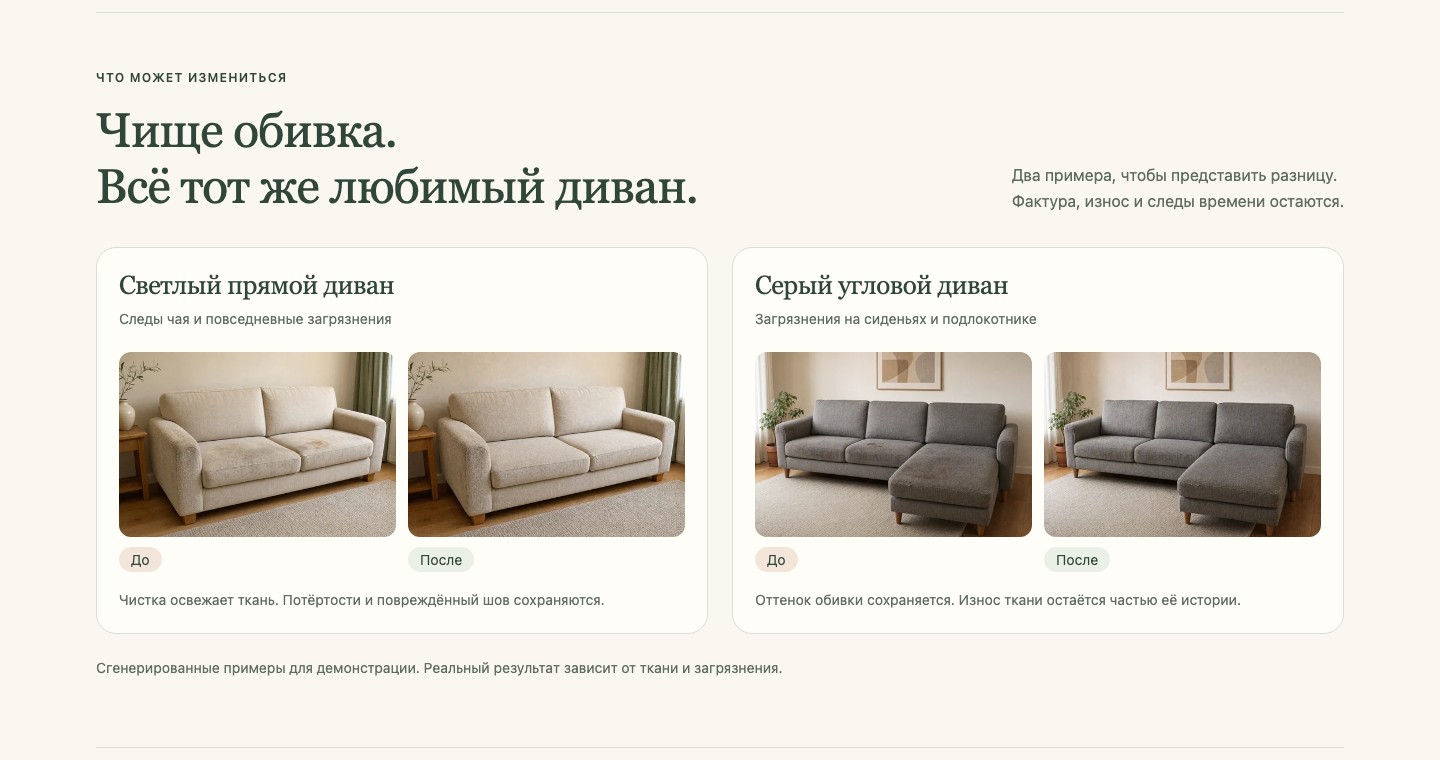 ЧТО МОЖЕТ ИЗМЕНИТЬСЯ
Чище обивка.
Всё тот же любимый диван.
Два примера, чтобы представить разницу.
Фактура, износ и следы времени остаются.
Светлый прямой диван
Следы чая и повседневные загрязнения
До
После
Чистка освежает ткань. Потёртости и повреждённый шов сохраняются.
Серый угловой диван
Загрязнения на сиденьях и подлокотнике
До
После
Оттенок обивки сохраняется. Износ ткани остаётся частью её истории.
Сгенерированные примеры для демонстрации. Реальный результат зависит от ткани и загрязнения.